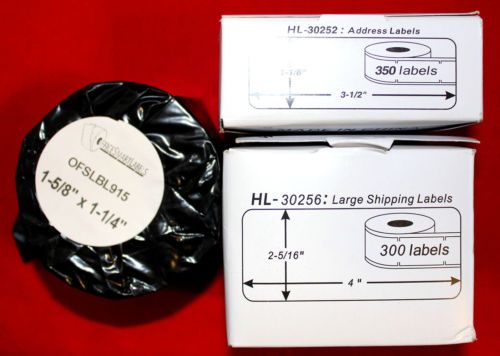 OfficeSmartLabels
OFSLBL915
1-5/8" x 1-1/4"
HL-30252: Address Labels
1-1/8"
350 labels
3-1/2"
HL-30256: Large Shipping Labels
2-5/16"
300 labels
4"